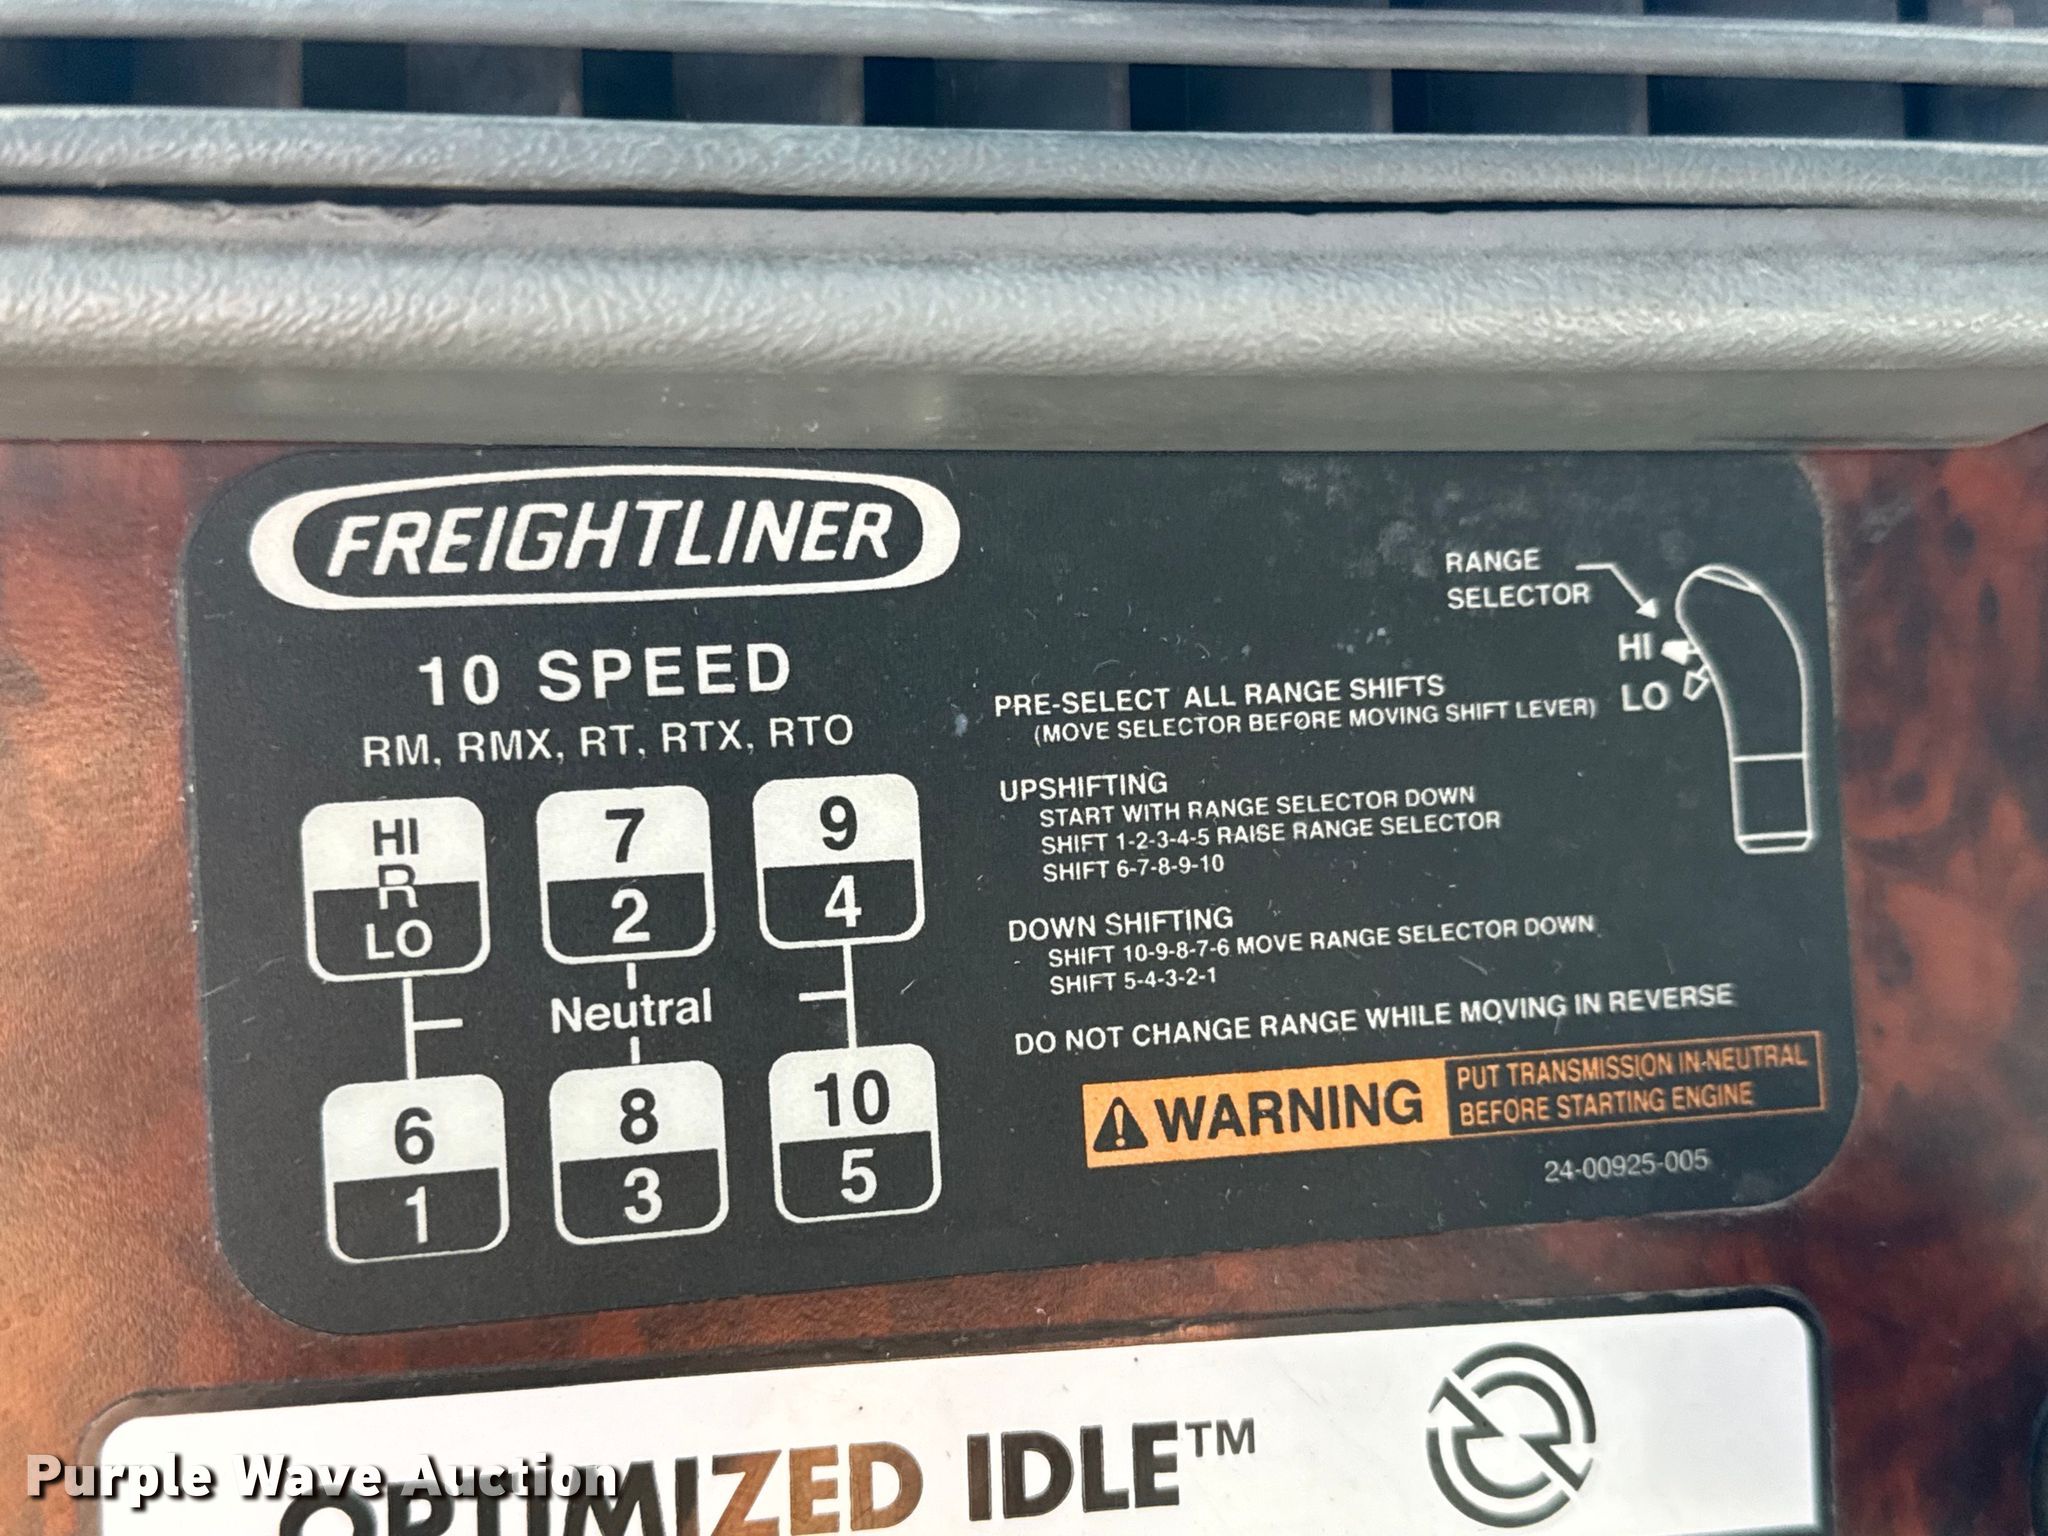 FREIGHTLINER
10 SPEED
RM, RMX, RT, RTX, RTO
HI
R
LO
7
2
9
4
Neutral
6
1
8
3
10
5
RANGE
SELECTOR
HI
LO
PRE-SELECT ALL RANGE SHIFTS
(MOVE SELECTOR BEFORE MOVING SHIFT LEVER)
UPSHIFTING
START WITH RANGE SELECTOR DOWN
SHIFT 1-2-3-4-5 RAISE RANGE SELECTOR
SHIFT 6-7-8-9-10
DOWN SHIFTING
SHIFT 10-9-8-7-6 MOVE RANGE SELECTOR DOWN
SHIFT 5-4-3-2-1
DO NOT CHANGE RANGE WHILE MOVING IN REVERSE
WARNING
PUT TRANSMISSION IN NEUTRAL
BEFORE STARTING ENGINE
24-00925-005
OPTIMIZED IDLE™
Purple Wave Auction